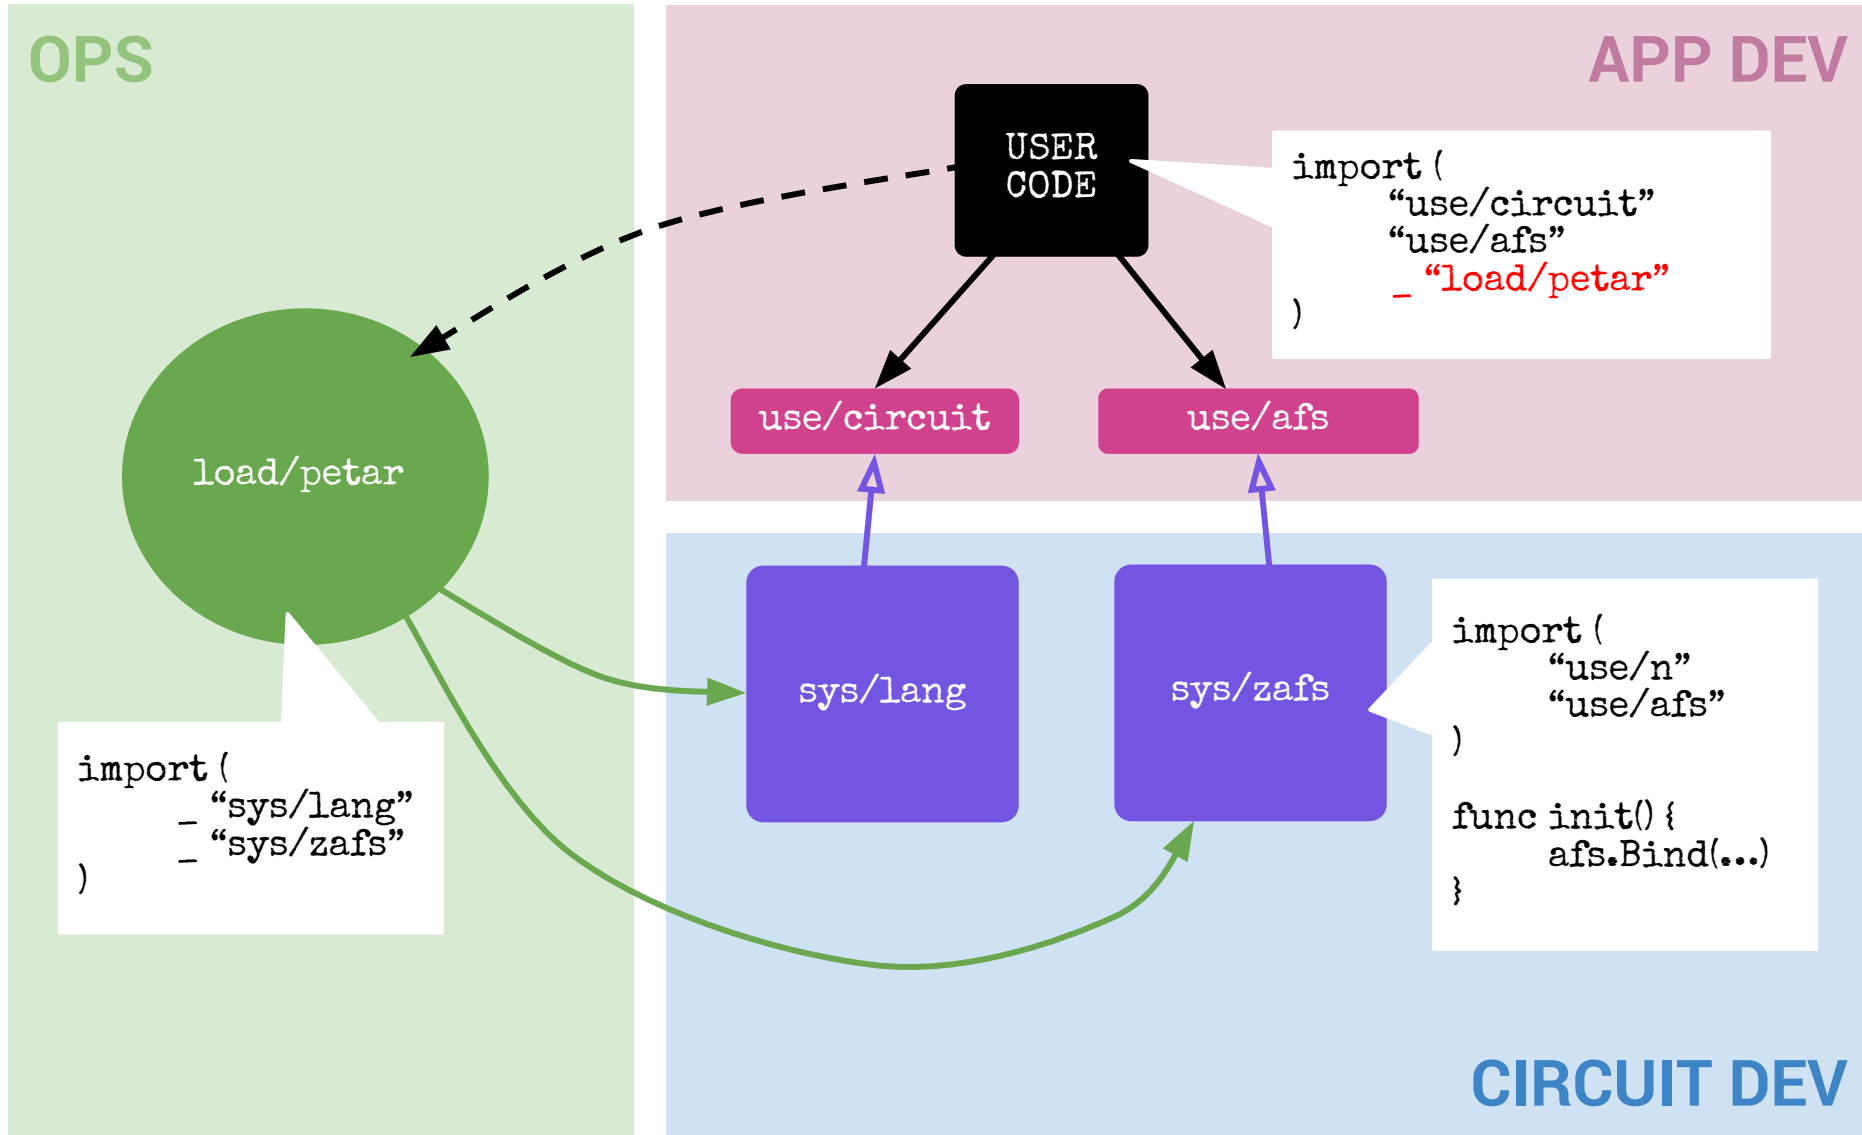 OPS
APP DEV
USER
CODE
import(
“use/circuit”
“use/afs”
_ “load/petar”
)
use/circuit
use/afs
load/petar
import(
_ “sys/lang”
_ “sys/zafs”
)
sys/lang
sys/zafs
import(
“use/n”
“use/afs”
)
func init() {
afs.Bind(...)
}
CIRCUIT DEV